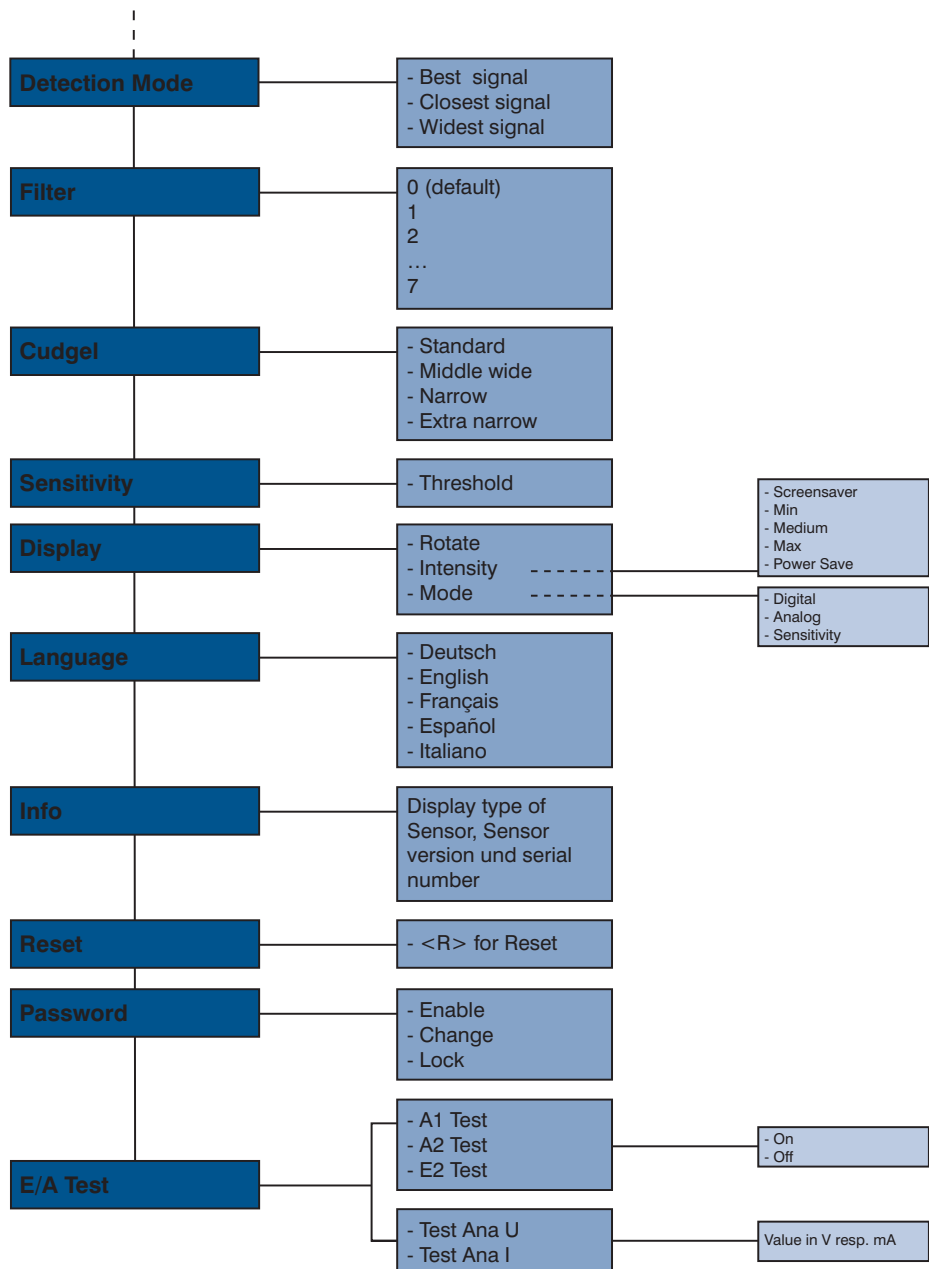 Detection Mode
- Best signal
- Closest signal
- Widest signal
Filter
0 (default)
1
2
…
7
Cudgel
- Standard
- Middle wide
- Narrow
- Extra narrow
Sensitivity
- Threshold
Display
- Rotate
- Intensity
- Mode
- Screensaver
- Min
- Medium
- Max
- Power Save
- Digital
- Analog
- Sensitivity
Language
- Deutsch
- English
- Français
- Español
- Italiano
Info
Display type of
Sensor, Sensor
version und serial
number
Reset
- <R> for Reset
Password
- Enable
- Change
- Lock
E/A Test
- A1 Test
- A2 Test
- E2 Test
- On
- Off
- Test Ana U
- Test Ana I
Value in V resp. mA